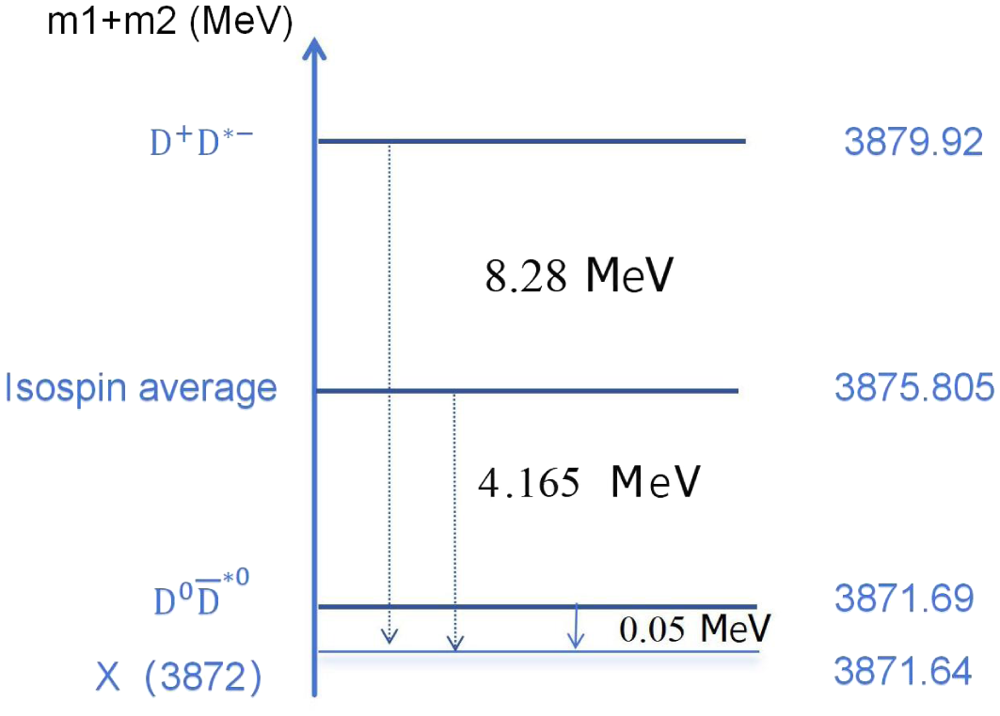 m1+m2 (MeV)
D⁺D*⁻ 3879.92
8.28 MeV
Isospin average 3875.805
4.165 MeV
D⁰D̅*⁰ 3871.69
0.05 MeV
X (3872) 3871.64